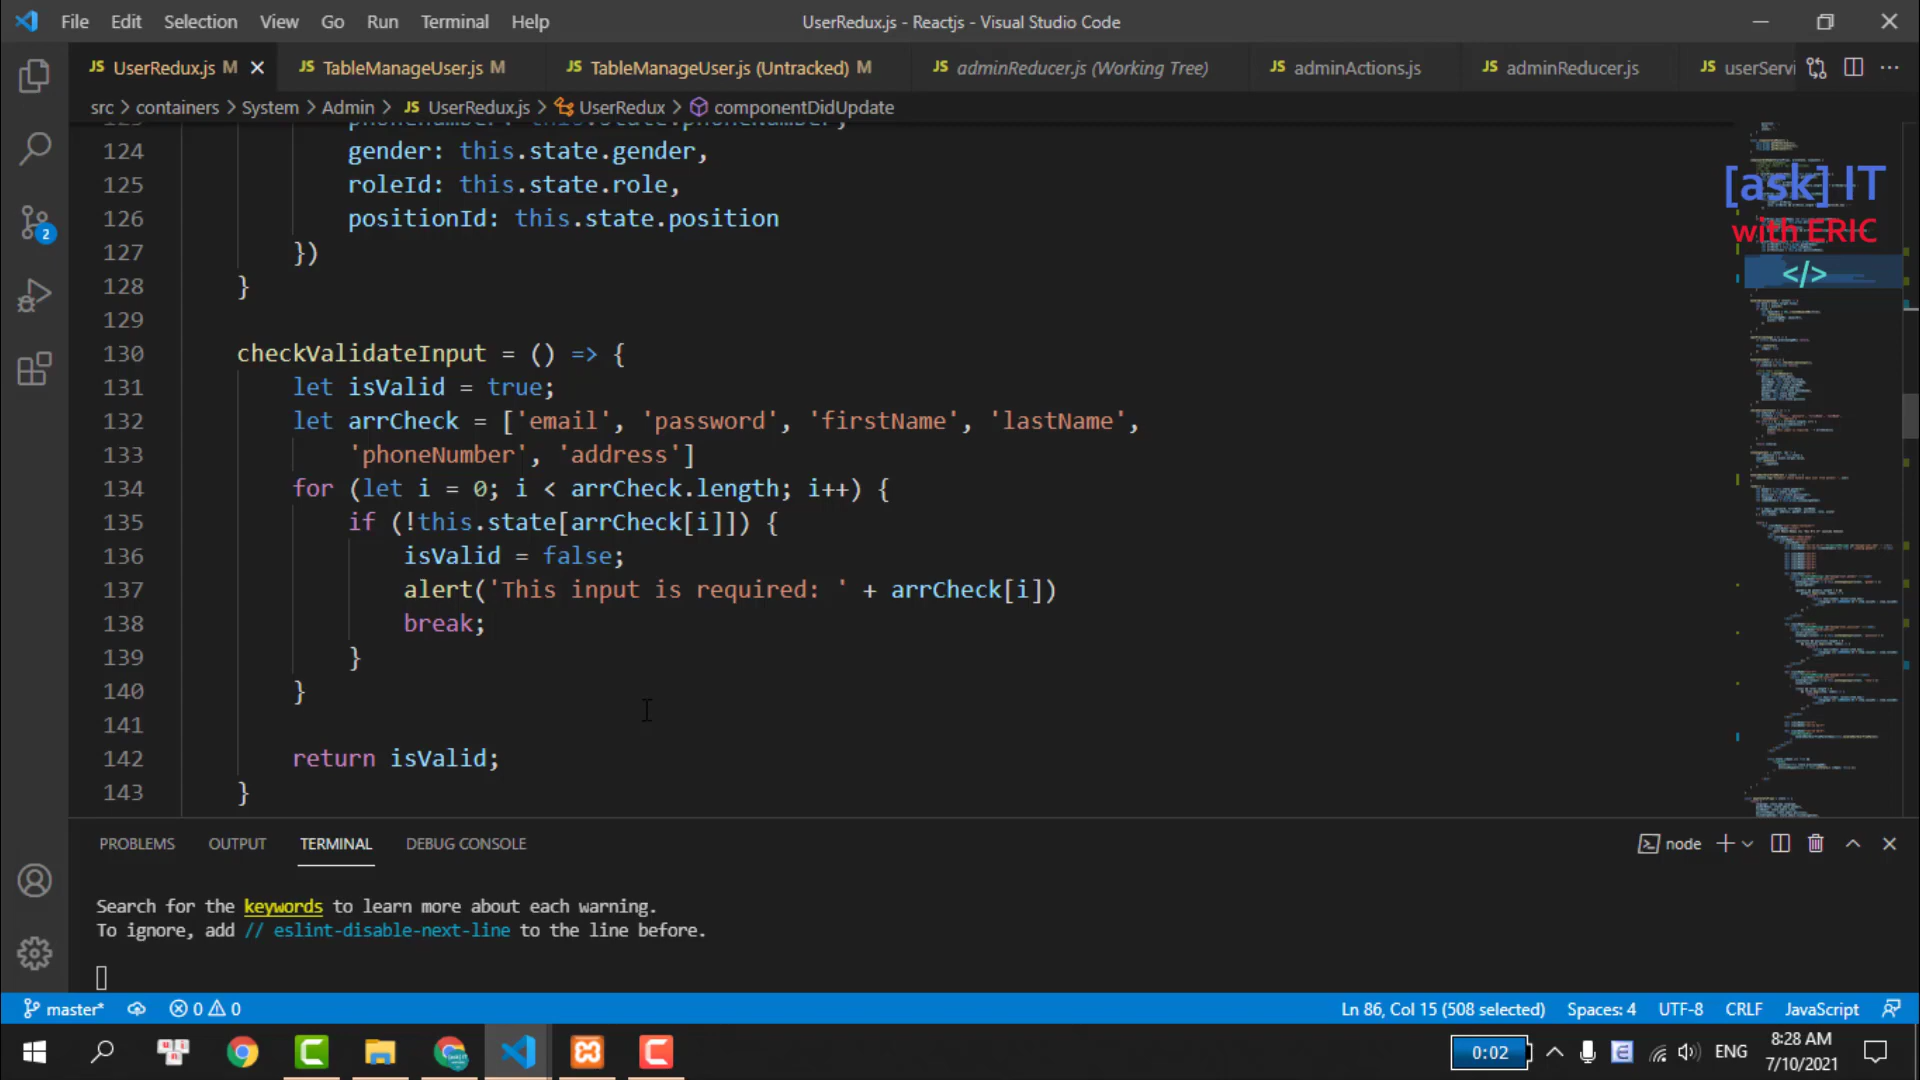 File Edit Selection View Go Run Terminal Help
UserRedux.js - Reactjs - Visual Studio Code
JS UserRedux.js M
JS TableManageUser.js M
JS TableManageUser.js (Untracked) M
JS adminReducer.js (Working Tree)
JS adminActions.js
JS adminReducer.js
JS userServi
src > containers > System > Admin > JS UserRedux.js > UserRedux > componentDidUpdate
124 gender: this.state.gender,
125 roleId: this.state.role,
126 positionId: this.state.position
127 })
128 }
129
130 checkValidateInput = () => {
131 let isValid = true;
132 let arrCheck = ['email', 'password', 'firstName', 'lastName',
133 'phoneNumber', 'address']
134 for (let i = 0; i < arrCheck.length; i++) {
135 if (!this.state[arrCheck[i]]) {
136 isValid = false;
137 alert('This input is required: ' + arrCheck[i])
138 break;
139 }
140 }
141
142 return isValid;
143 }
[ask] IT
with ERIC
</>
PROBLEMS OUTPUT TERMINAL DEBUG CONSOLE
node
Search for the keywords to learn more about each warning.
To ignore, add // eslint-disable-next-line to the line before.
2
master* 0 0
Ln 86, Col 15 (508 selected) Spaces: 4 UTF-8 CRLF JavaScript
0:02
ENG
8:28 AM
7/10/2021